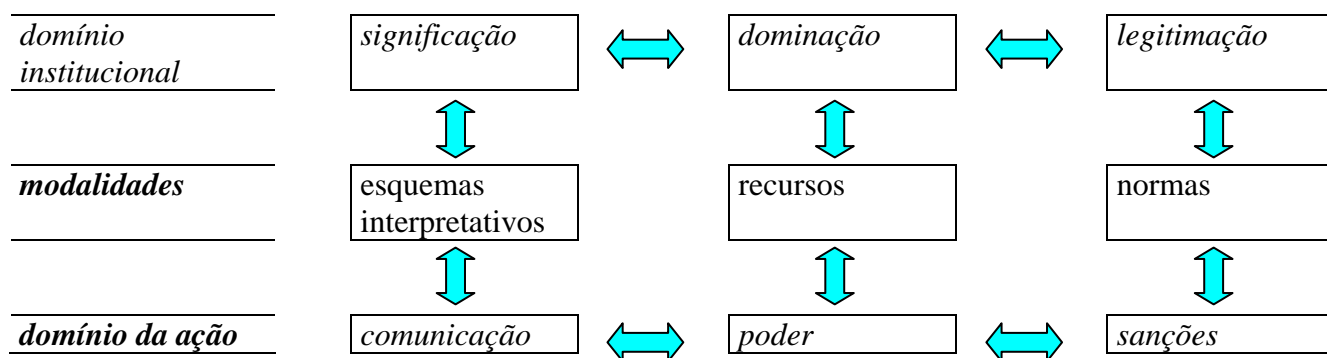 domínio institucional
significação
dominação
legitimação
modalidades
esquemas interpretativos
recursos
normas
domínio da ação
comunicação
poder
sanções